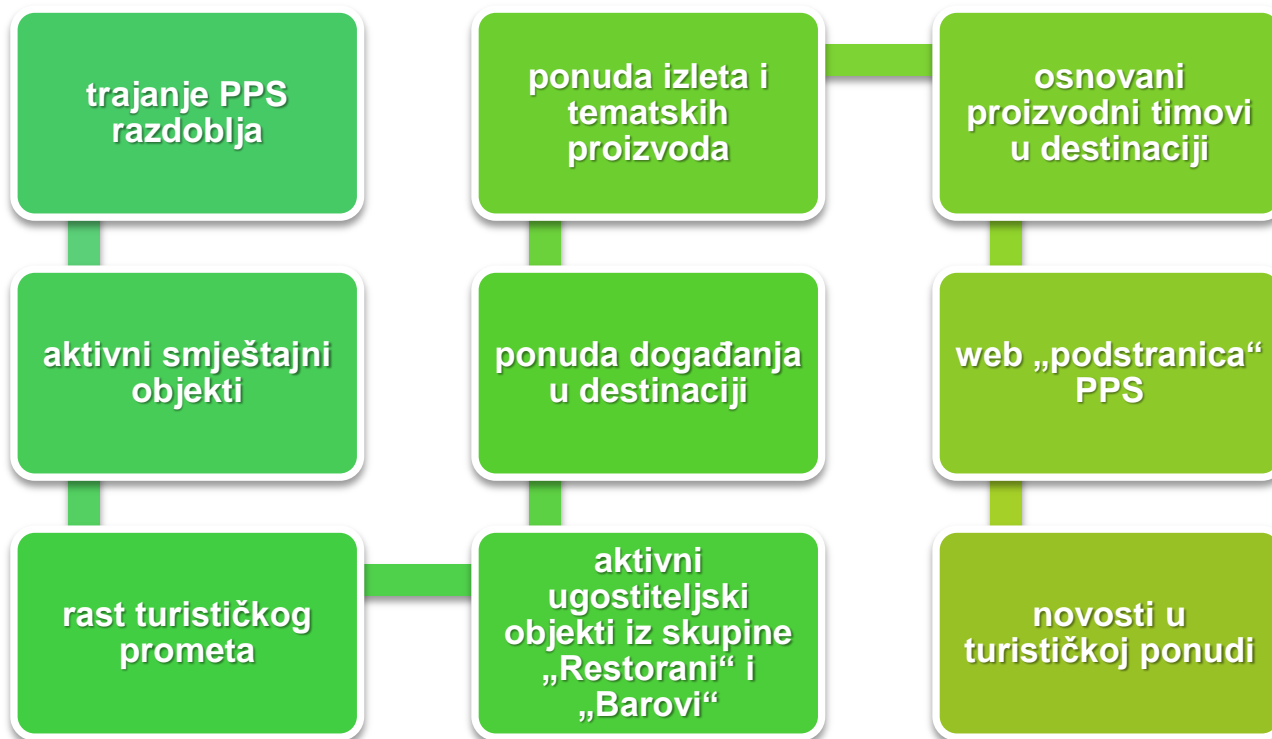 trajanje PPS
razdoblja
aktivni smještajni
objekti
rast turističkog
prometa
aktivni
ugostiteljski
objekti iz skupine
„Restorani“ i
„Barovi“
ponuda događanja
u destinaciji
ponuda izleta i
tematskih
proizvoda
osnovani
proizvodni timovi
u destinaciji
web „podstranica“
PPS
novosti u
turističkoj ponudi